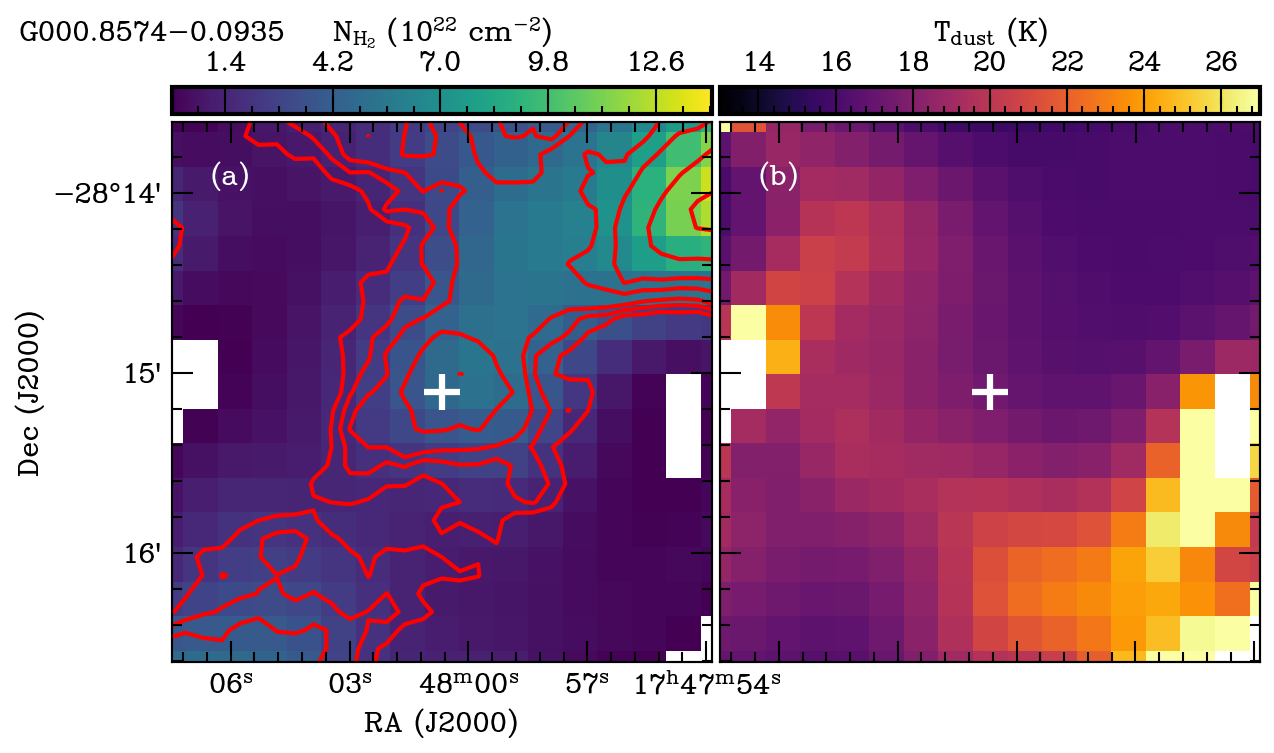 G000.8574−0.0935 N_H₂ (10²² cm⁻²) T_dust (K)
1.4 4.2 7.0 9.8 12.6 14 16 18 20 22 24 26
(a) (b)
−28°14'
15'
16'
Dec (J2000)
06ˢ 03ˢ 48ᵐ00ˢ 57ˢ 17ʰ47ᵐ54ˢ
RA (J2000)